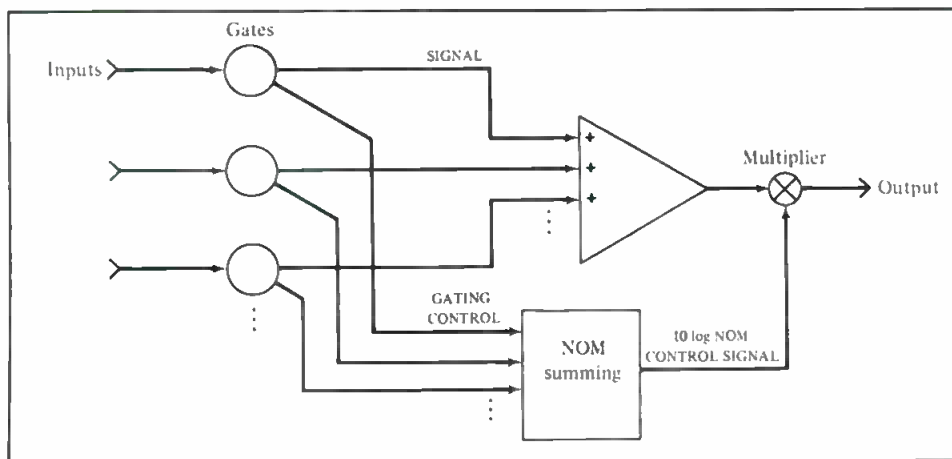 Gates
Inputs
SIGNAL
+
+
+
Multiplier
Output
GATING
CONTROL
NOM
summing
10 log NOM
CONTROL SIGNAL